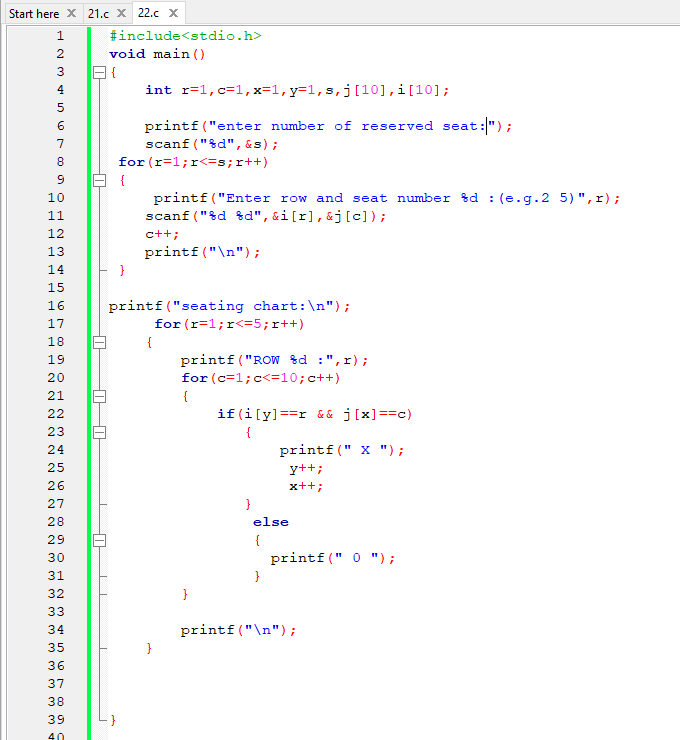 Start here X 21.c X 22.c X
1 #include<stdio.h>
2 void main()
3 {
4 int r=1,c=1,x=1,y=1,s,j[10],i[10];
5
6 printf("enter number of reserved seat:");
7 scanf("%d",&s);
8 for(r=1;r<=s;r++)
9 {
10 printf("Enter row and seat number %d :(e.g.2 5)",r);
11 scanf("%d %d",&i[r],&j[c]);
12 c++;
13 printf("\n");
14 }
15
16 printf("seating chart:\n");
17 for(r=1;r<=5;r++)
18 {
19 printf("ROW %d :",r);
20 for(c=1;c<=10;c++)
21 {
22 if(i[y]==r && j[x]==c)
23 {
24 printf(" X ");
25 y++;
26 x++;
27 }
28 else
29 {
30 printf(" 0 ");
31 }
32 }
33
34 printf("\n");
35 }
36
37
38
39 }
40